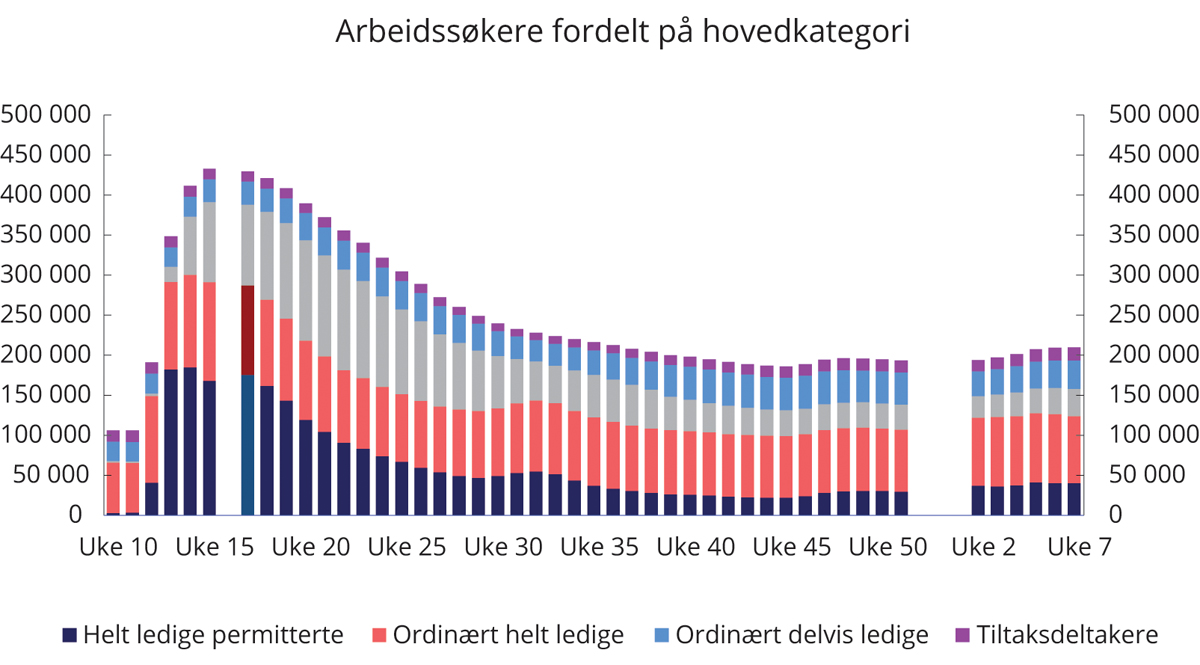 Arbeidssøkere fordelt på hovedkategori
500 000 500 000
450 000 450 000
400 000 400 000
350 000 350 000
300 000 300 000
250 000 250 000
200 000 200 000
150 000 150 000
100 000 100 000
50 000 50 000
0 0
Uke 10 Uke 15 Uke 20 Uke 25 Uke 30 Uke 35 Uke 40 Uke 45 Uke 50 Uke 2 Uke 7
Helt ledige permitterte Ordinært helt ledige Ordinært delvis ledige Tiltaksdeltakere